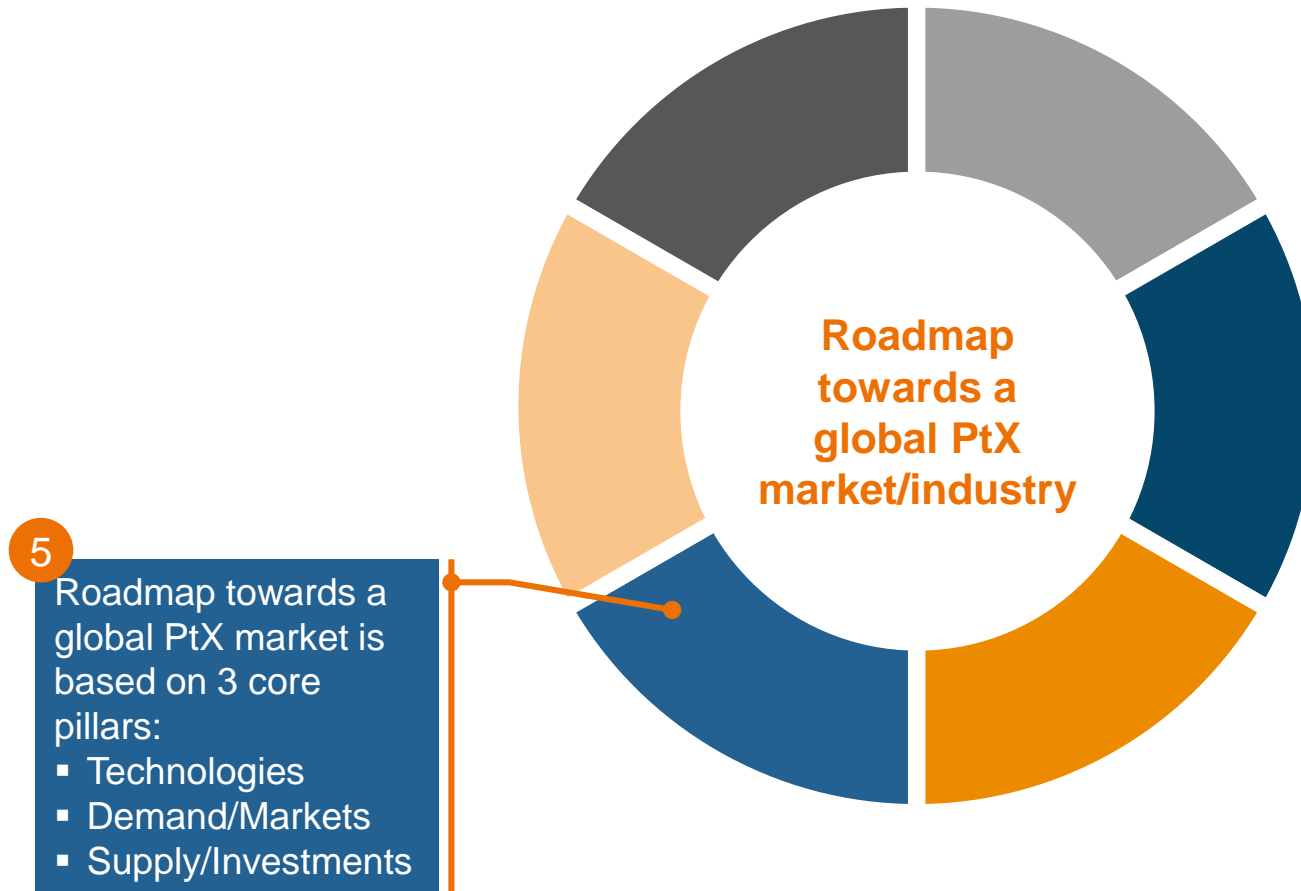 Roadmap
towards a
global PtX
market/industry
5
Roadmap towards a
global PtX market is
based on 3 core
pillars:
▪ Technologies
▪ Demand/Markets
▪ Supply/Investments